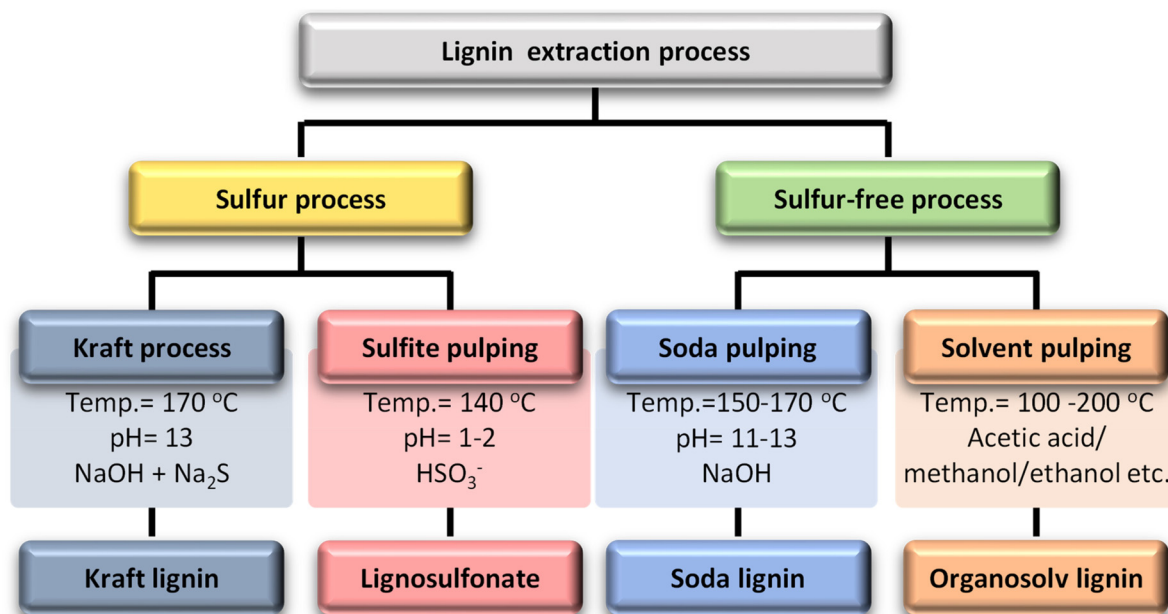 Lignin extraction process
Sulfur process
Sulfur-free process
Kraft process
Temp.= 170 °C
pH= 13
NaOH + Na₂S
Kraft lignin
Sulfite pulping
Temp.= 140 °C
pH= 1-2
HSO₃⁻
Lignosulfonate
Soda pulping
Temp.=150-170 °C
pH= 11-13
NaOH
Soda lignin
Solvent pulping
Temp.= 100 -200 °C
Acetic acid/
methanol/ethanol etc.
Organosolv lignin